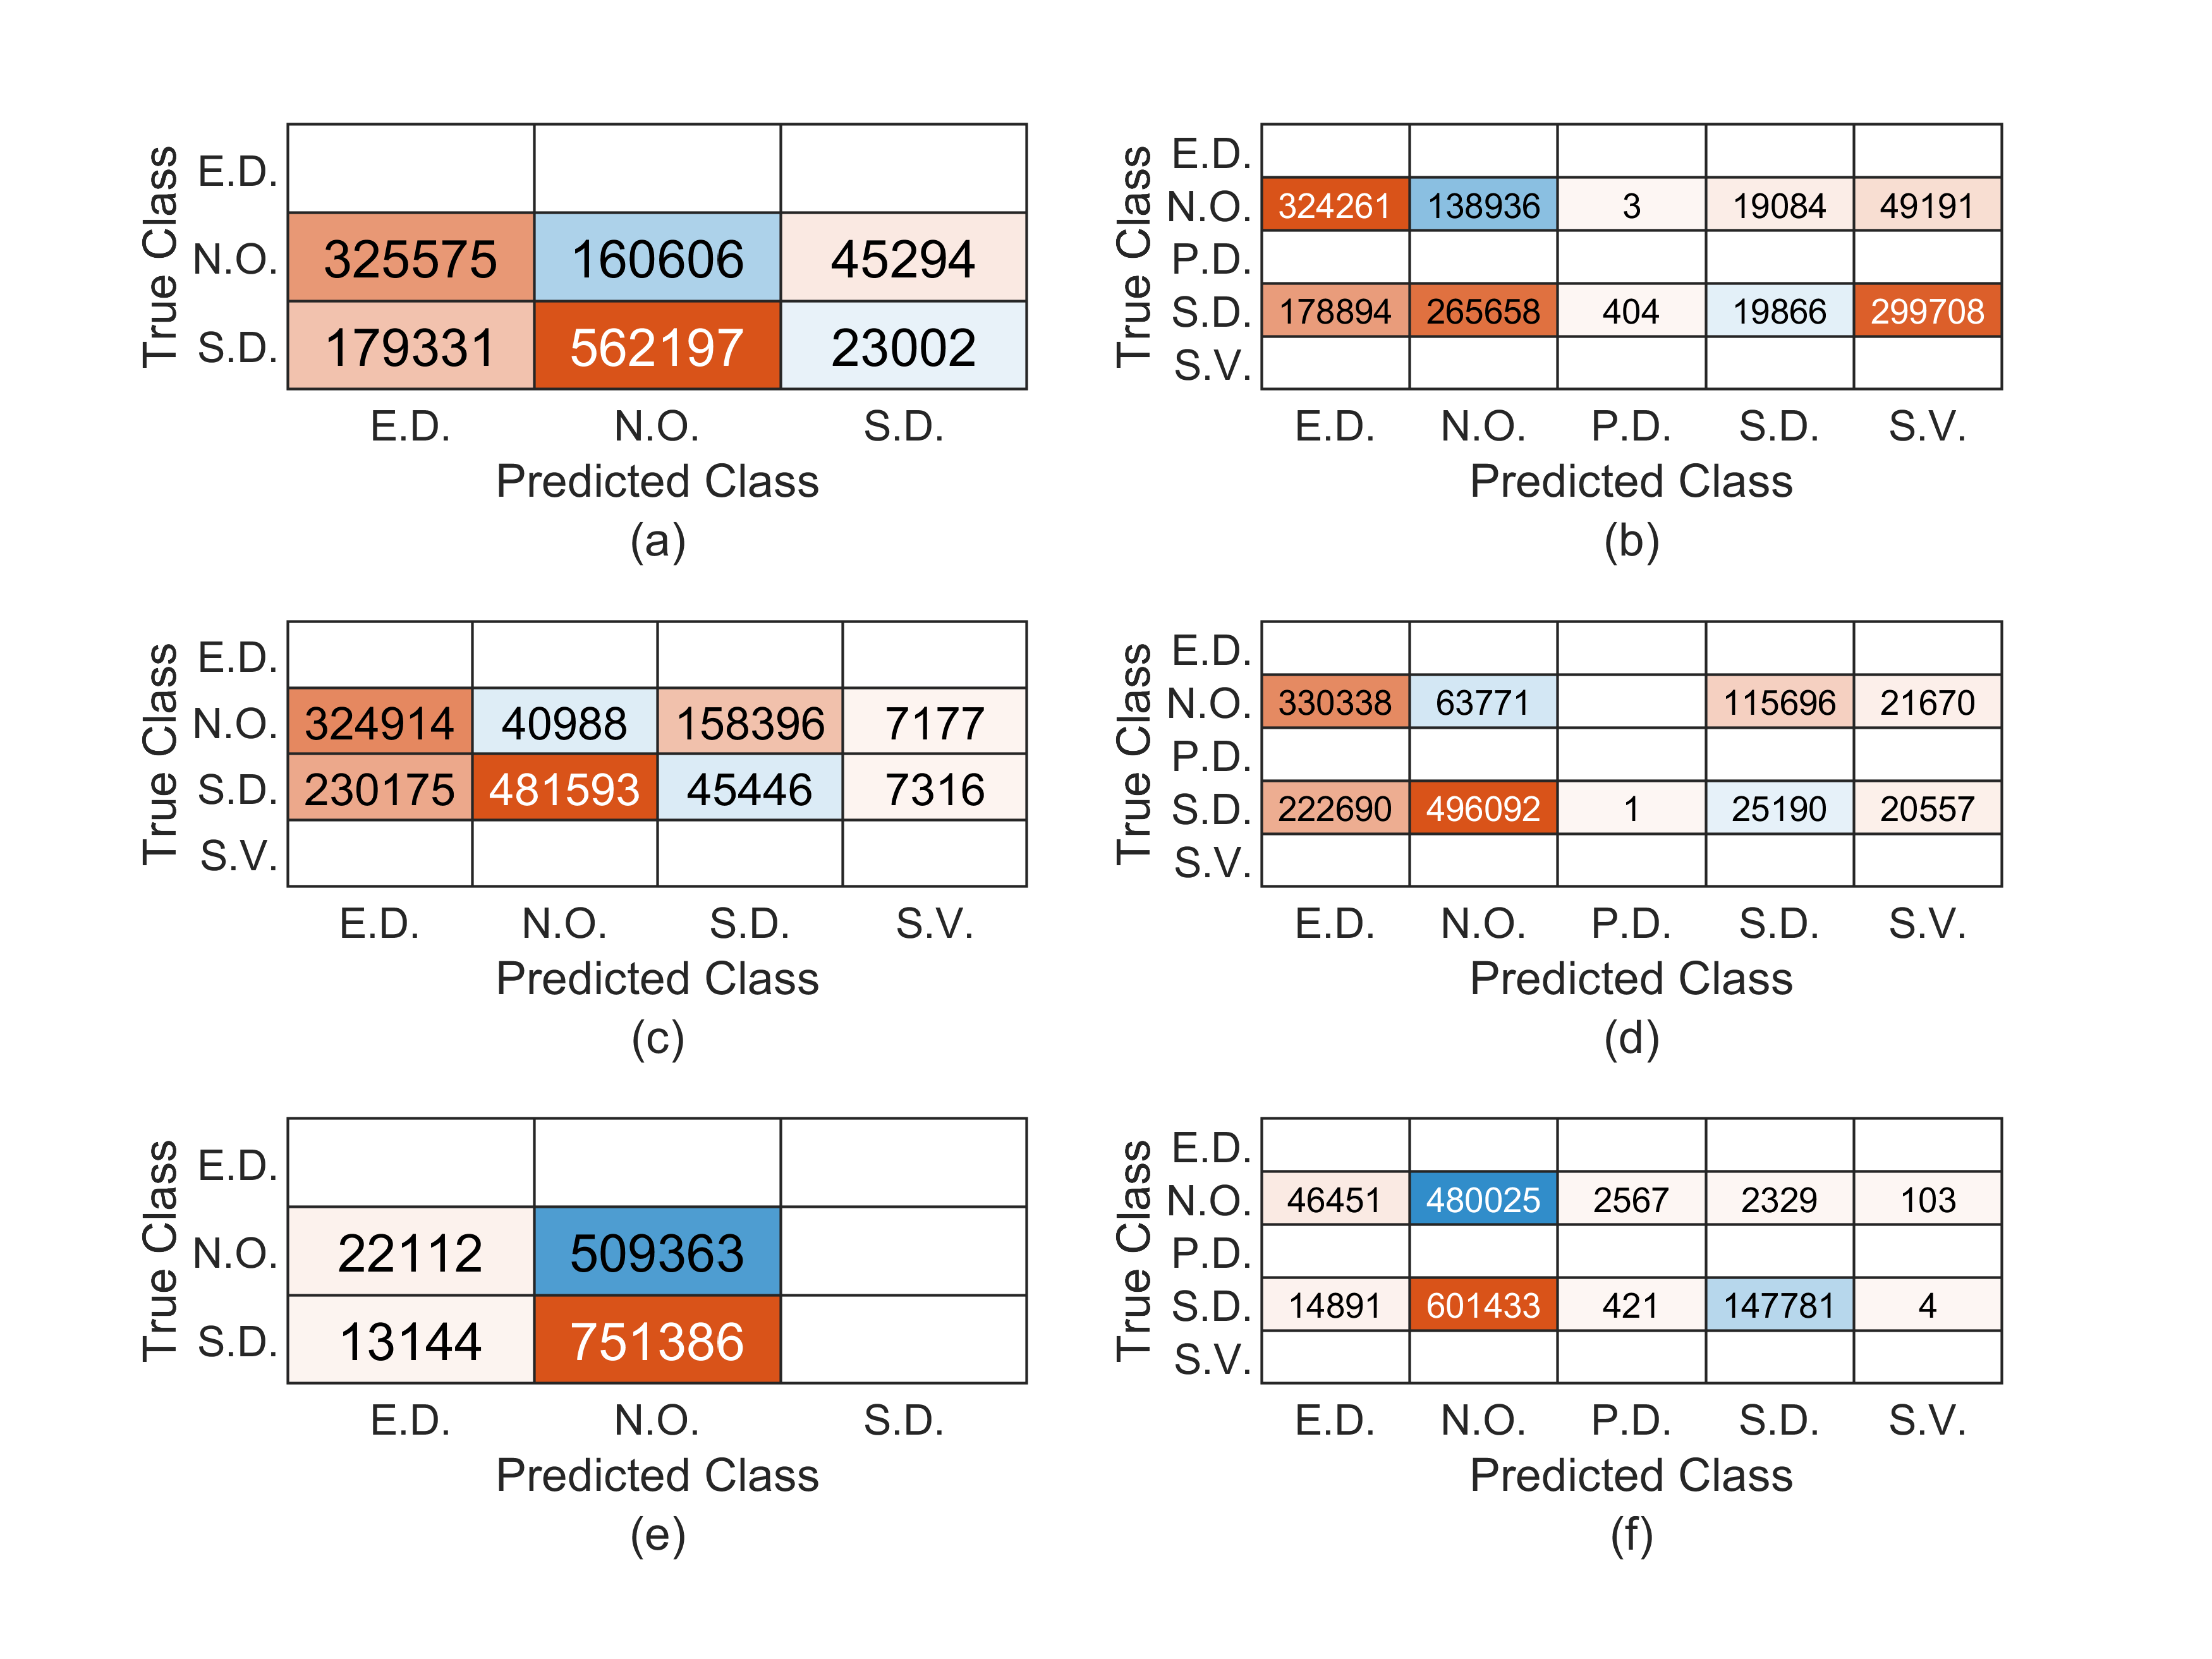 True Class
E.D.
N.O. 325575 160606 45294
S.D. 179331 562197 23002
E.D. N.O. S.D.
Predicted Class
(a)
True Class
E.D.
N.O. 324261 138936 3 19084 49191
P.D.
S.D. 178894 265658 404 19866 299708
S.V.
E.D. N.O. P.D. S.D. S.V.
Predicted Class
(b)
True Class
E.D.
N.O. 324914 40988 158396 7177
S.D. 230175 481593 45446 7316
S.V.
E.D. N.O. S.D. S.V.
Predicted Class
(c)
True Class
E.D.
N.O. 330338 63771 115696 21670
P.D.
S.D. 222690 496092 1 25190 20557
S.V.
E.D. N.O. P.D. S.D. S.V.
Predicted Class
(d)
True Class
E.D.
N.O. 22112 509363
S.D. 13144 751386
E.D. N.O. S.D.
Predicted Class
(e)
True Class
E.D.
N.O. 46451 480025 2567 2329 103
P.D.
S.D. 14891 601433 421 147781 4
S.V.
E.D. N.O. P.D. S.D. S.V.
Predicted Class
(f)